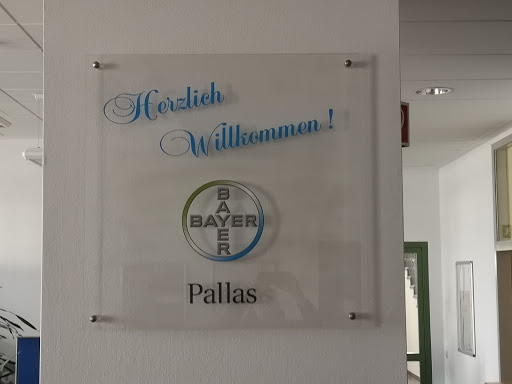 Herzlich
Willkommen !
BAYER
BAYER
Pallas